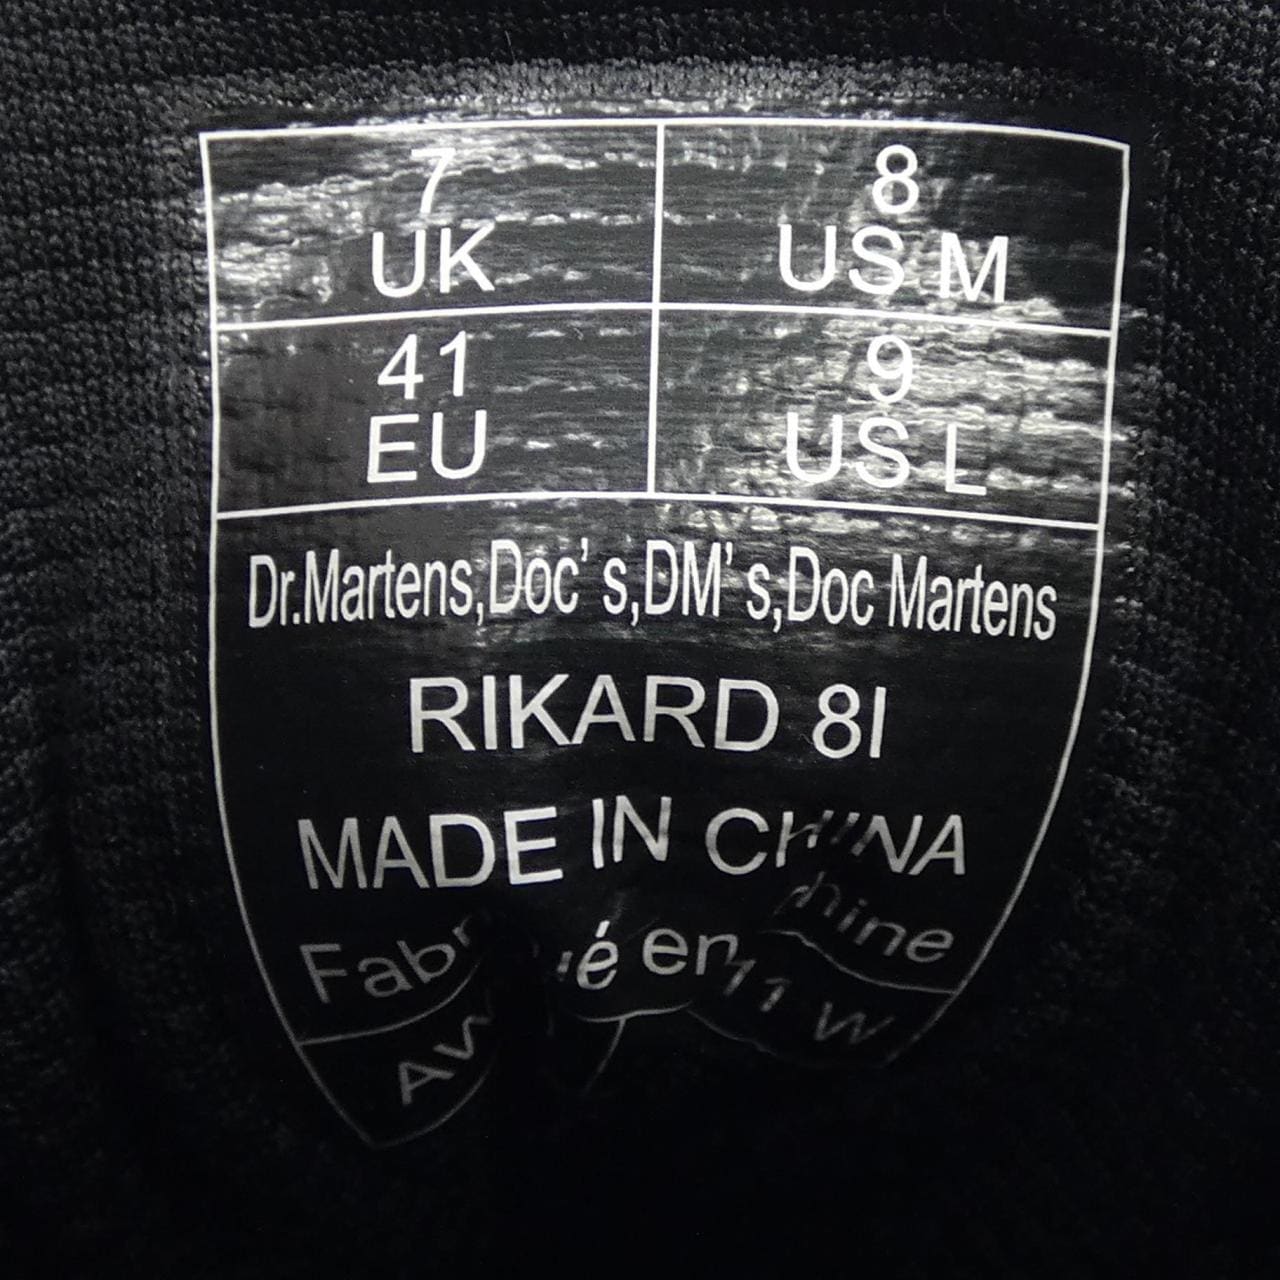 7
UK
8
US M
41
EU
9
US L
Dr.Martens,Doc's,DM's,Doc Martens
RIKARD 8I
MADE IN CHINA
en